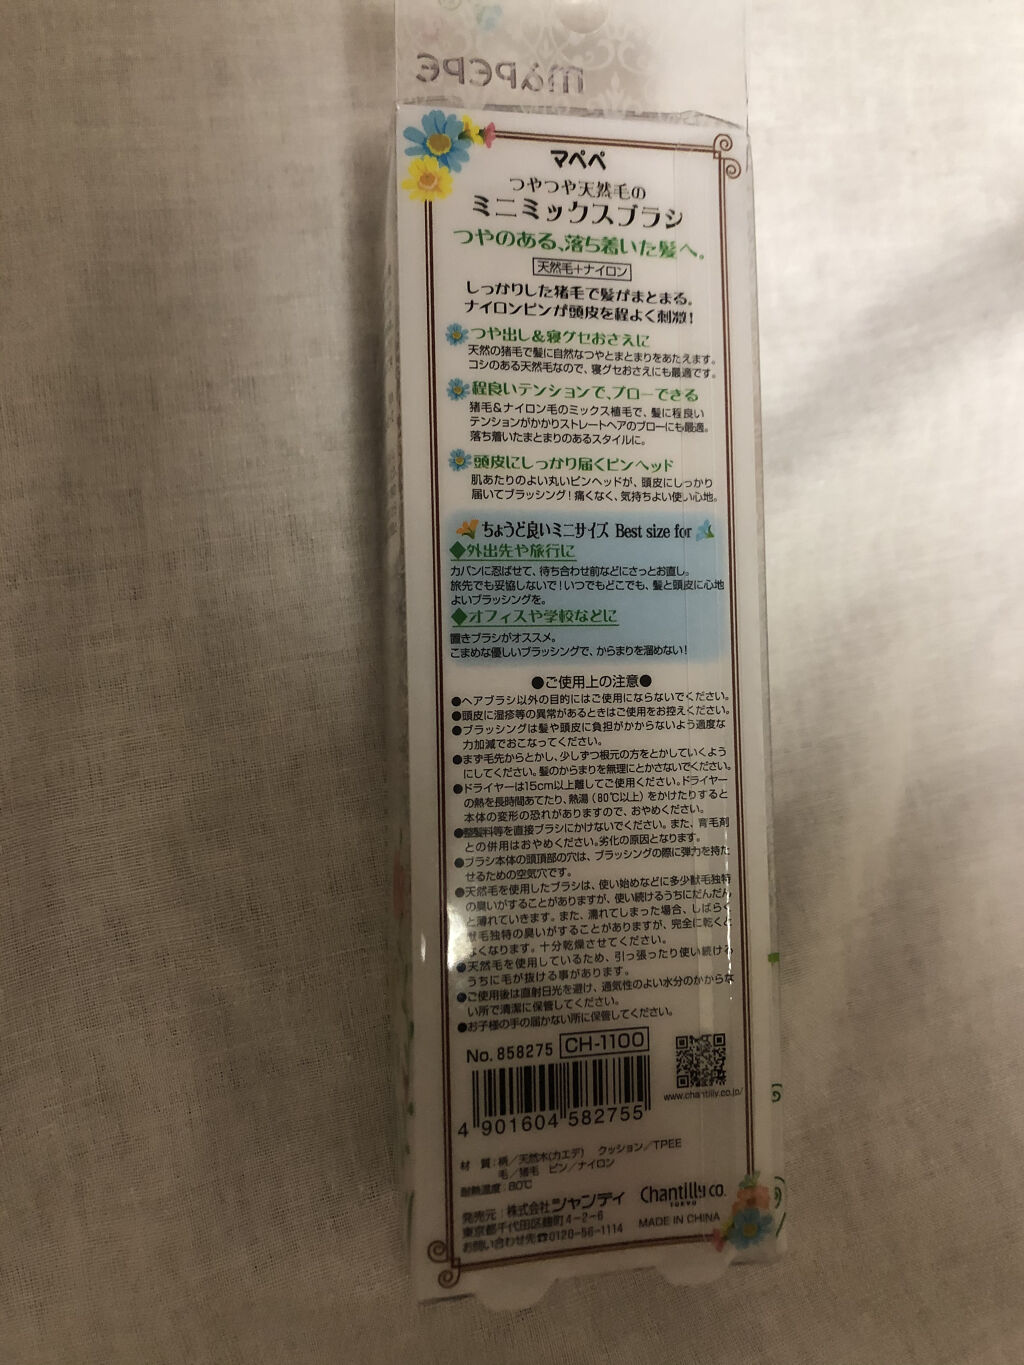 mAPEPE
マペペ
つやつや天然毛の
ミニミックスブラシ
つやのある、落ち着いた髪へ。
天然毛+ナイロン
しっかりした猪毛で髪がまとまる。
ナイロンピンが頭皮を程よく刺激!
つや出し&寝グセおさえに
天然の猪毛で髪に自然なつやとまとまりをあたえます。
コシのある天然毛なので、寝グセおさえにも最適です。
程良いテンションで、ブローできる
猪毛&ナイロン毛のミックス植毛で、髪に程良い
テンションがかかりストレートヘアのブローにも最適。
落ち着いたまとまりのあるスタイルに。
頭皮にしっかり届くピンヘッド
肌あたりのよい丸いピンヘッドが、頭皮にしっかり
届いてブラッシング!痛くなく、気持ちよい使い心地。
ちょうど良いミニサイズ Best size for
◆外出先や旅行に
カバンに忍ばせて、待ち合わせ前などにさっとお直し。
旅先でも妥協しないで!いつでもどこでも、髪と頭皮に心地
よいブラッシングを。
◆オフィスや学校などに
置きブラシがオススメ。
こまめな優しいブラッシングで、からまりを溜めない!
●ご使用上の注意●
●ヘアブラシ以外の目的にはご使用にならないでください。
●頭皮に湿疹等の異常があるときはご使用をお控えください。
●ブラッシングは髪や頭皮に負担がかからないよう適度な
力加減でおこなってください。
●まず毛先からとかし、少しずつ根元の方をとかしていくよう
にしてください。髪のからまりを無理にとかさないでください。
●ドライヤーは15cm以上離してご使用ください。ドライヤー
の熱を長時間あてたり、熱湯(80℃以上)をかけたりすると
本体の変形の恐れがありますので、おやめください。
●整髪料等を直接ブラシにかけないでください。また、育毛剤
との併用はおやめください。劣化の原因となります。
●ブラシ本体の頭頂部の穴は、ブラッシングの際に弾力を持た
せるための空気穴です。
●天然毛を使用したブラシは、使い始めなどに多少獣毛独特
の臭いがすることがありますが、使い続けるうちにだんだん
と薄れていきます。また、濡れてしまった場合、しばらく
獣毛独特の臭いがすることがありますが、完全に乾くと
なくなります。十分乾燥させてください。
●天然毛を使用しているため、引っ張ったり使い続ける
うちに毛が抜ける事があります。
●ご使用後は直射日光を避け、通気性のよい水分のかからな
い所で清潔に保管してください。
●お子様の手の届かない所に保管してください。
No. 858275 CH-1100
www.chantilly.co.jp/
4 901604 582755
材 質:柄/天然木(カエデ) クッション/TPEE
毛/猪毛 ピン/ナイロン
耐熱温度:80℃
発売元:株式会社シャンティ Chantilly co. TOKYO
東京都千代田区麹町4-2-6 MADE IN CHINA
お問い合わせ先☎0120-56-1114